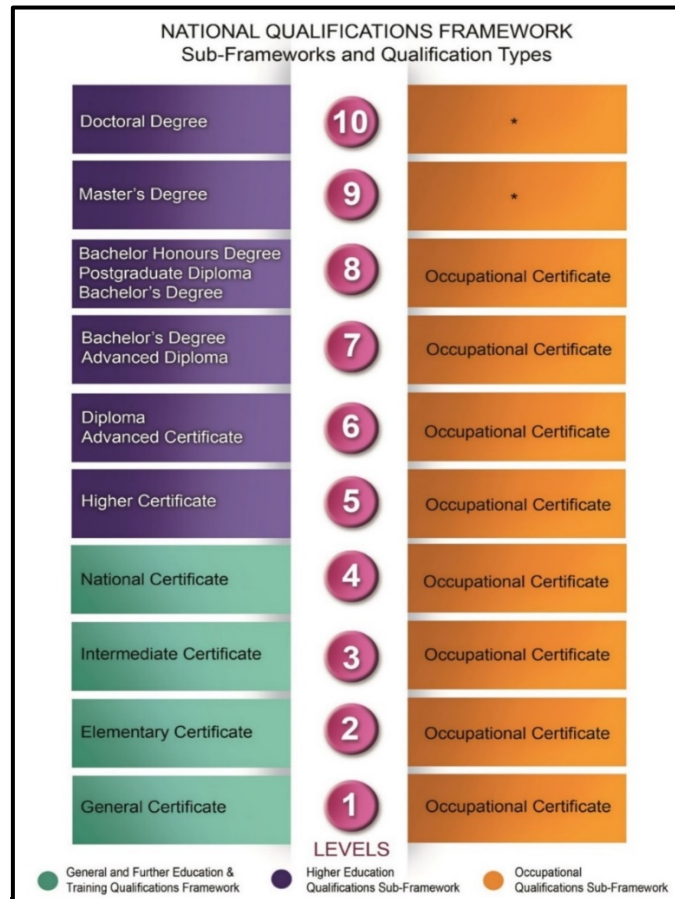 NATIONAL QUALIFICATIONS FRAMEWORK
Sub-Frameworks and Qualification Types
Doctoral Degree
10
*
Master's Degree
9
*
Bachelor Honours Degree
Postgraduate Diploma
Bachelor's Degree
8
Occupational Certificate
Bachelor's Degree
Advanced Diploma
7
Occupational Certificate
Diploma
Advanced Certificate
6
Occupational Certificate
Higher Certificate
5
Occupational Certificate
National Certificate
4
Occupational Certificate
Intermediate Certificate
3
Occupational Certificate
Elementary Certificate
2
Occupational Certificate
General Certificate
1
Occupational Certificate
LEVELS
General and Further Education &
Training Qualifications Framework
Higher Education
Qualifications Sub-Framework
Occupational
Qualifications Sub-Framework